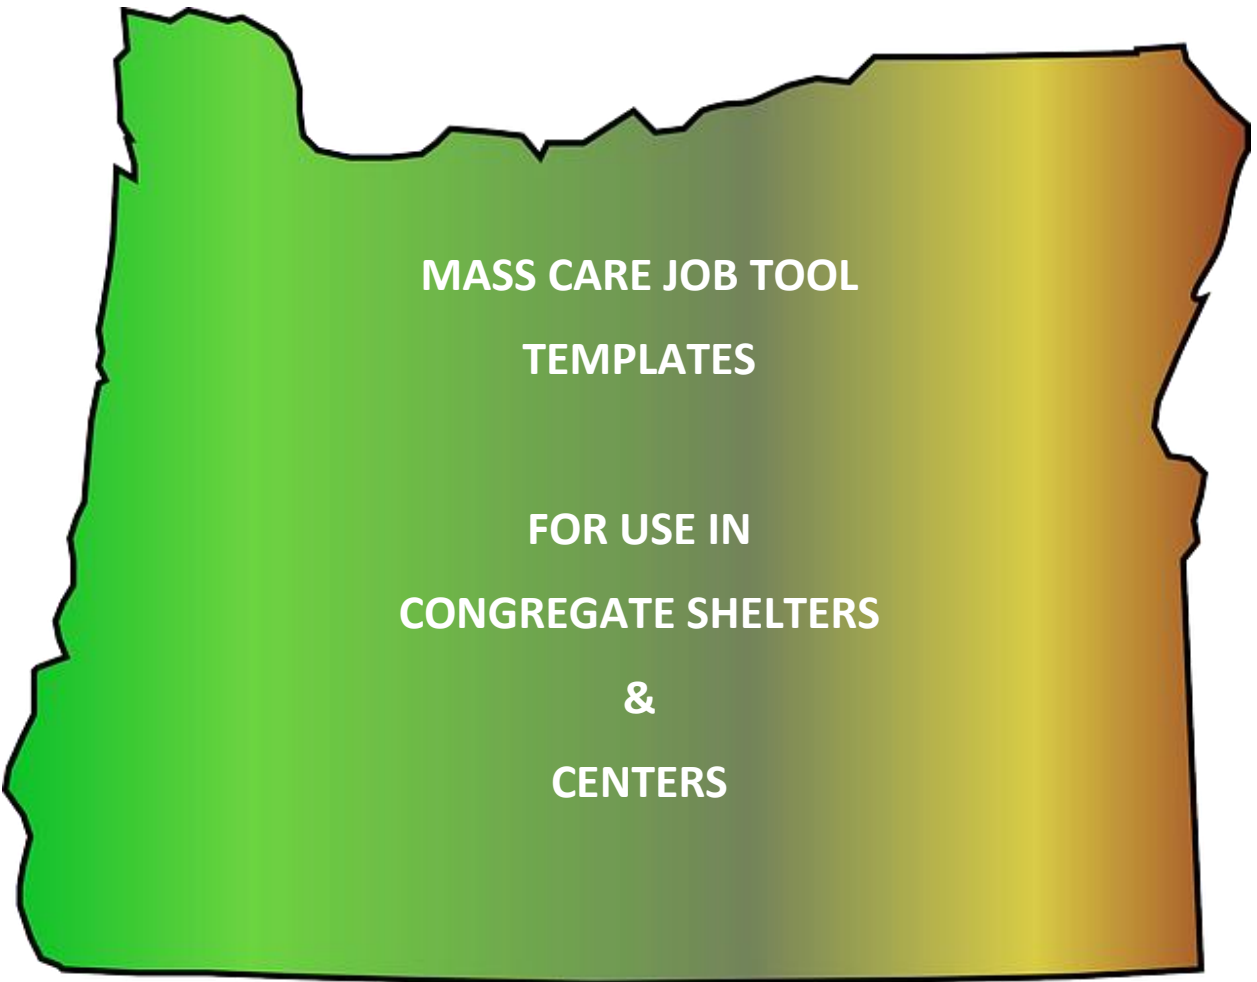 MASS CARE JOB TOOL
TEMPLATES
FOR USE IN
CONGREGATE SHELTERS
&
CENTERS